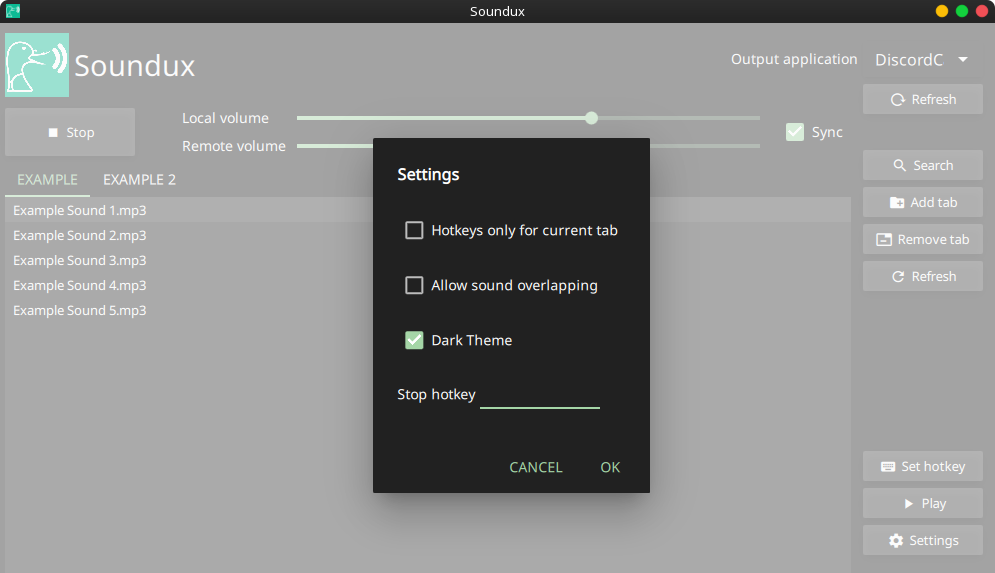 Soundux
Soundux
Output application DiscordC
Refresh
Stop
Local volume
Remote volume
Sync
EXAMPLE EXAMPLE 2
Example Sound 1.mp3
Example Sound 2.mp3
Example Sound 3.mp3
Example Sound 4.mp3
Example Sound 5.mp3
Settings
Hotkeys only for current tab
Allow sound overlapping
Dark Theme
Stop hotkey
CANCEL OK
Search
Add tab
Remove tab
Refresh
Set hotkey
Play
Settings